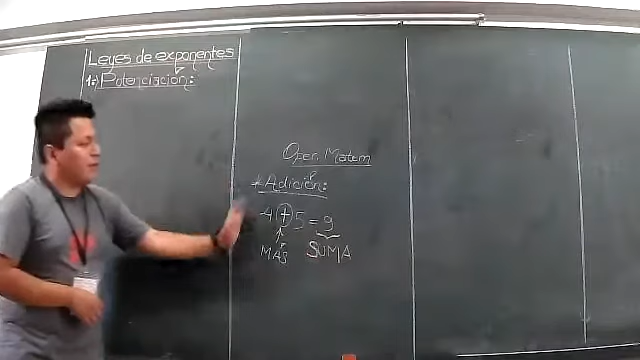 Leyes de exponentes
1.) Potenciación:
Oper. Matem
* Adición:
4 + 5 = 9
MÁS SUMA